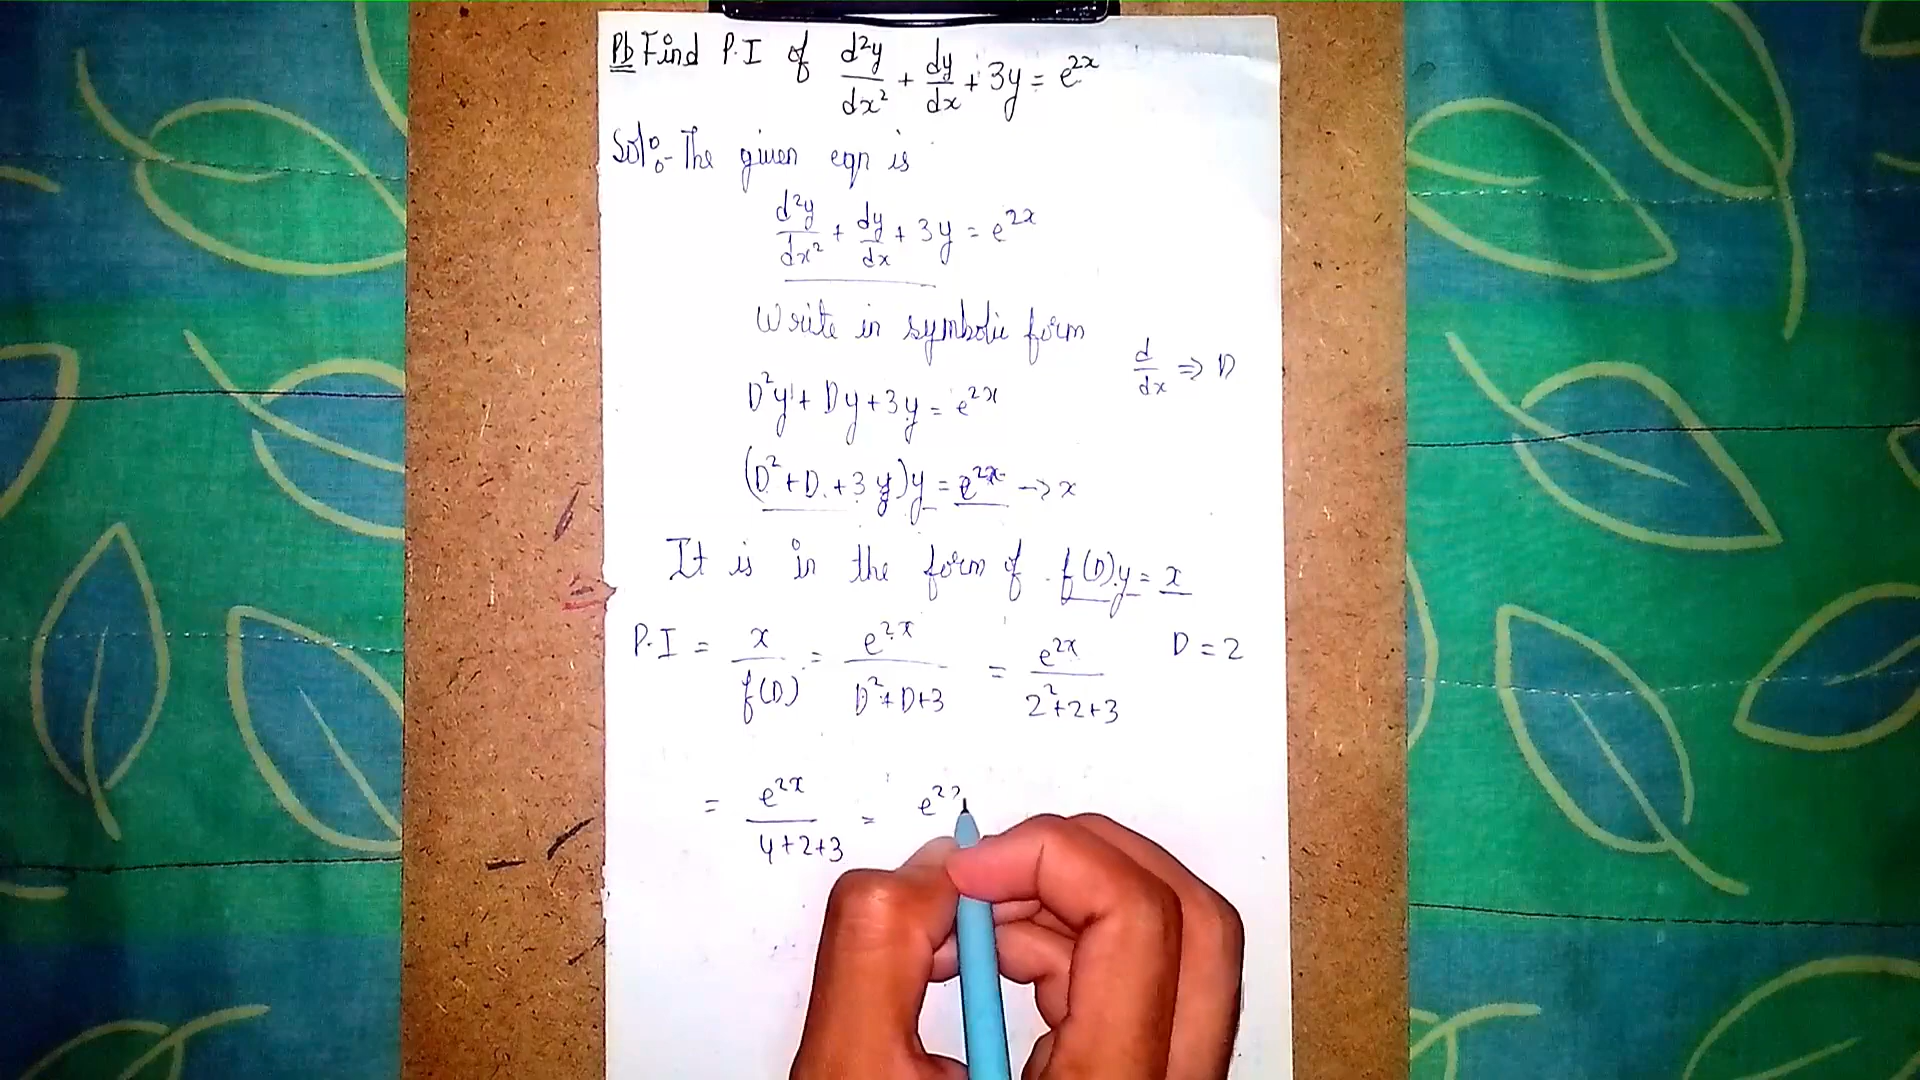 Pb Find P.I of d²y/dx² + dy/dx + 3y = e^2x
Sol:- The given eqn is
d²y/dx² + dy/dx + 3y = e^2x
Write in symbolic form
d/dx ⇒ D
D²y + Dy + 3y = e^2x
(D² + D + 3 y)y = e^2x → x
It is in the form of f(D)y = x
P.I = x/f(D) = e^2x/D²+D+3 = e^2x/2²+2+3 D = 2
= e^2x/4+2+3 = e^2x